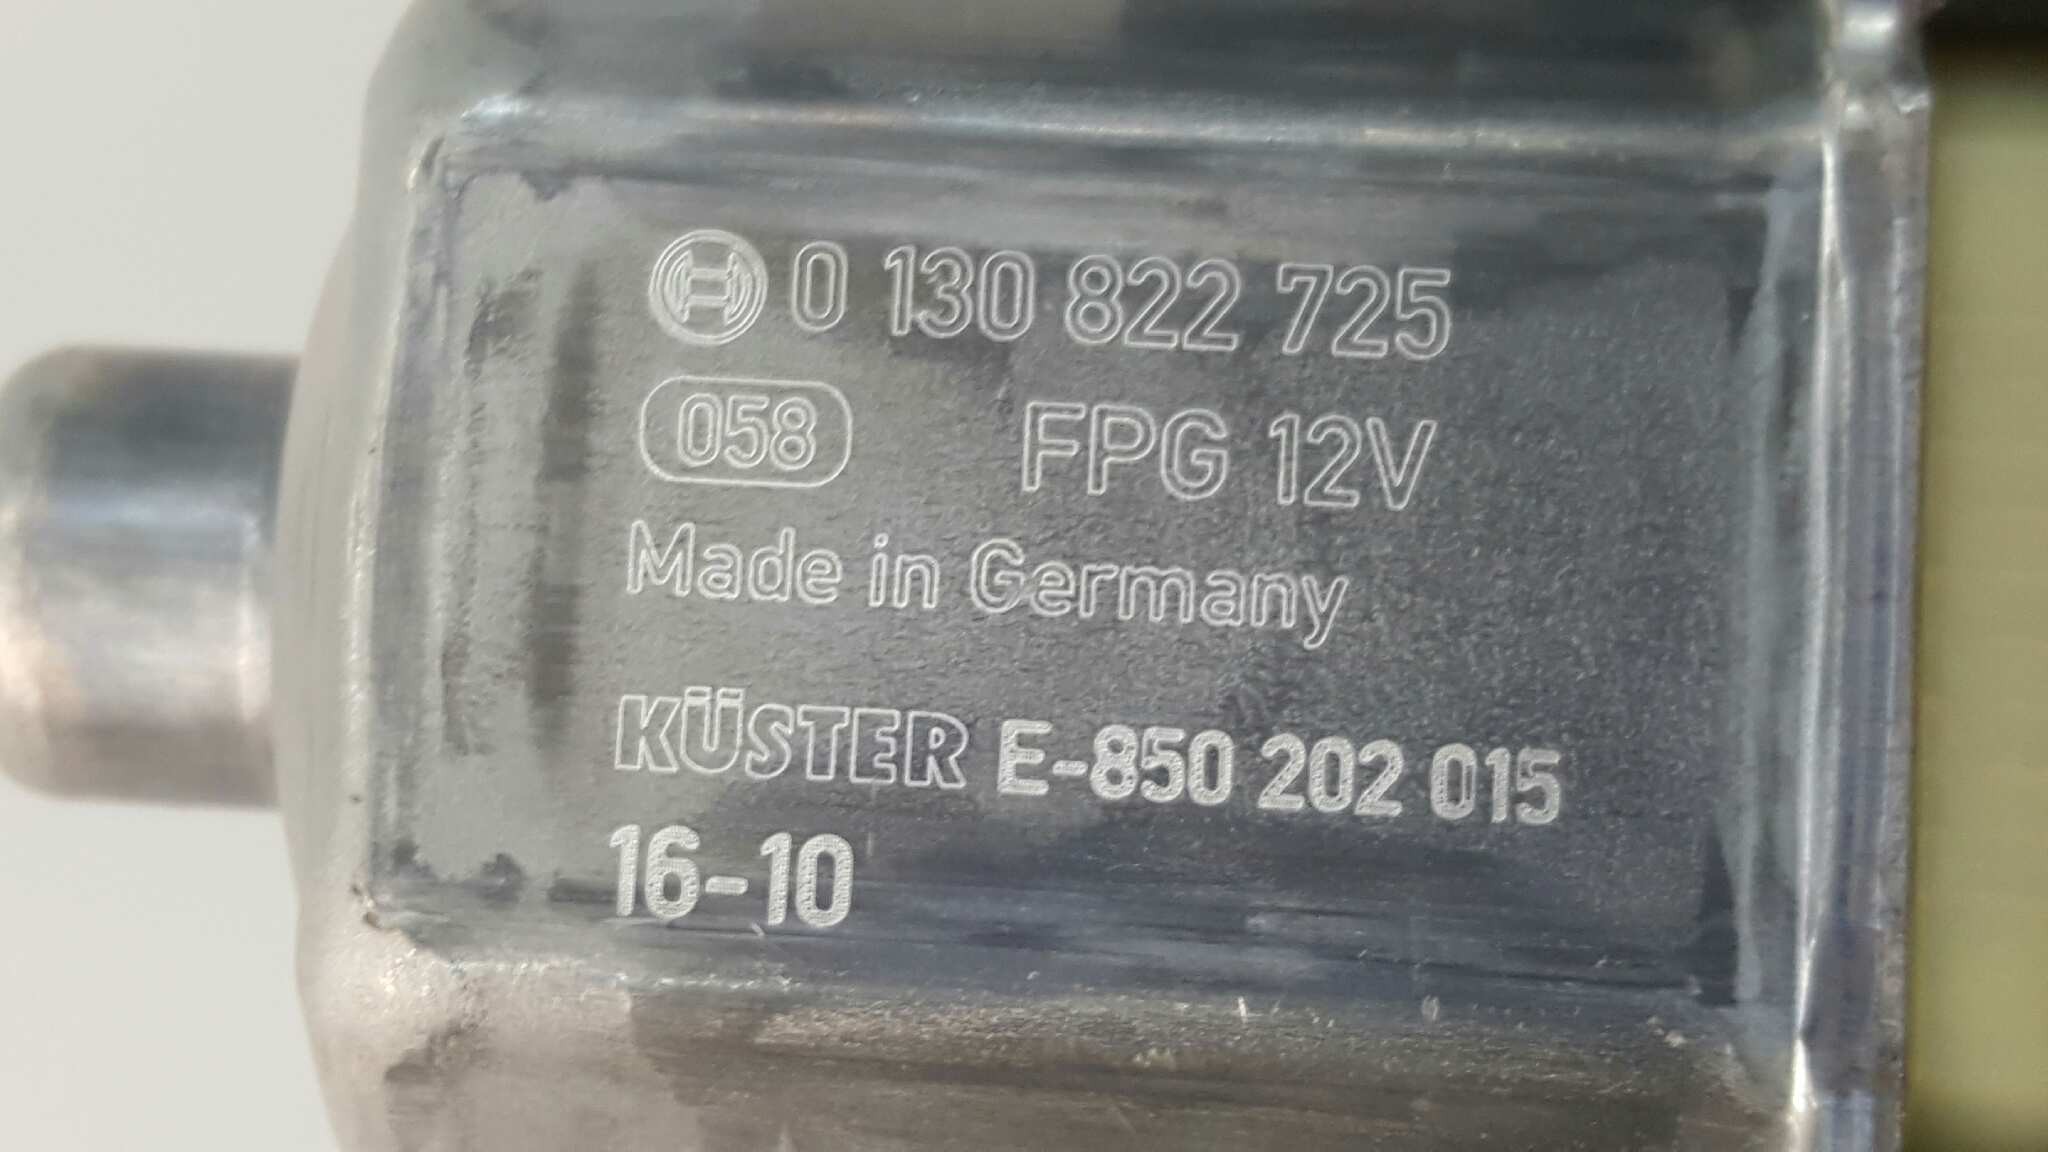 0 130 822 725
058 FPG 12V
Made in Germany
KÜSTER E-850 202 015
16-10